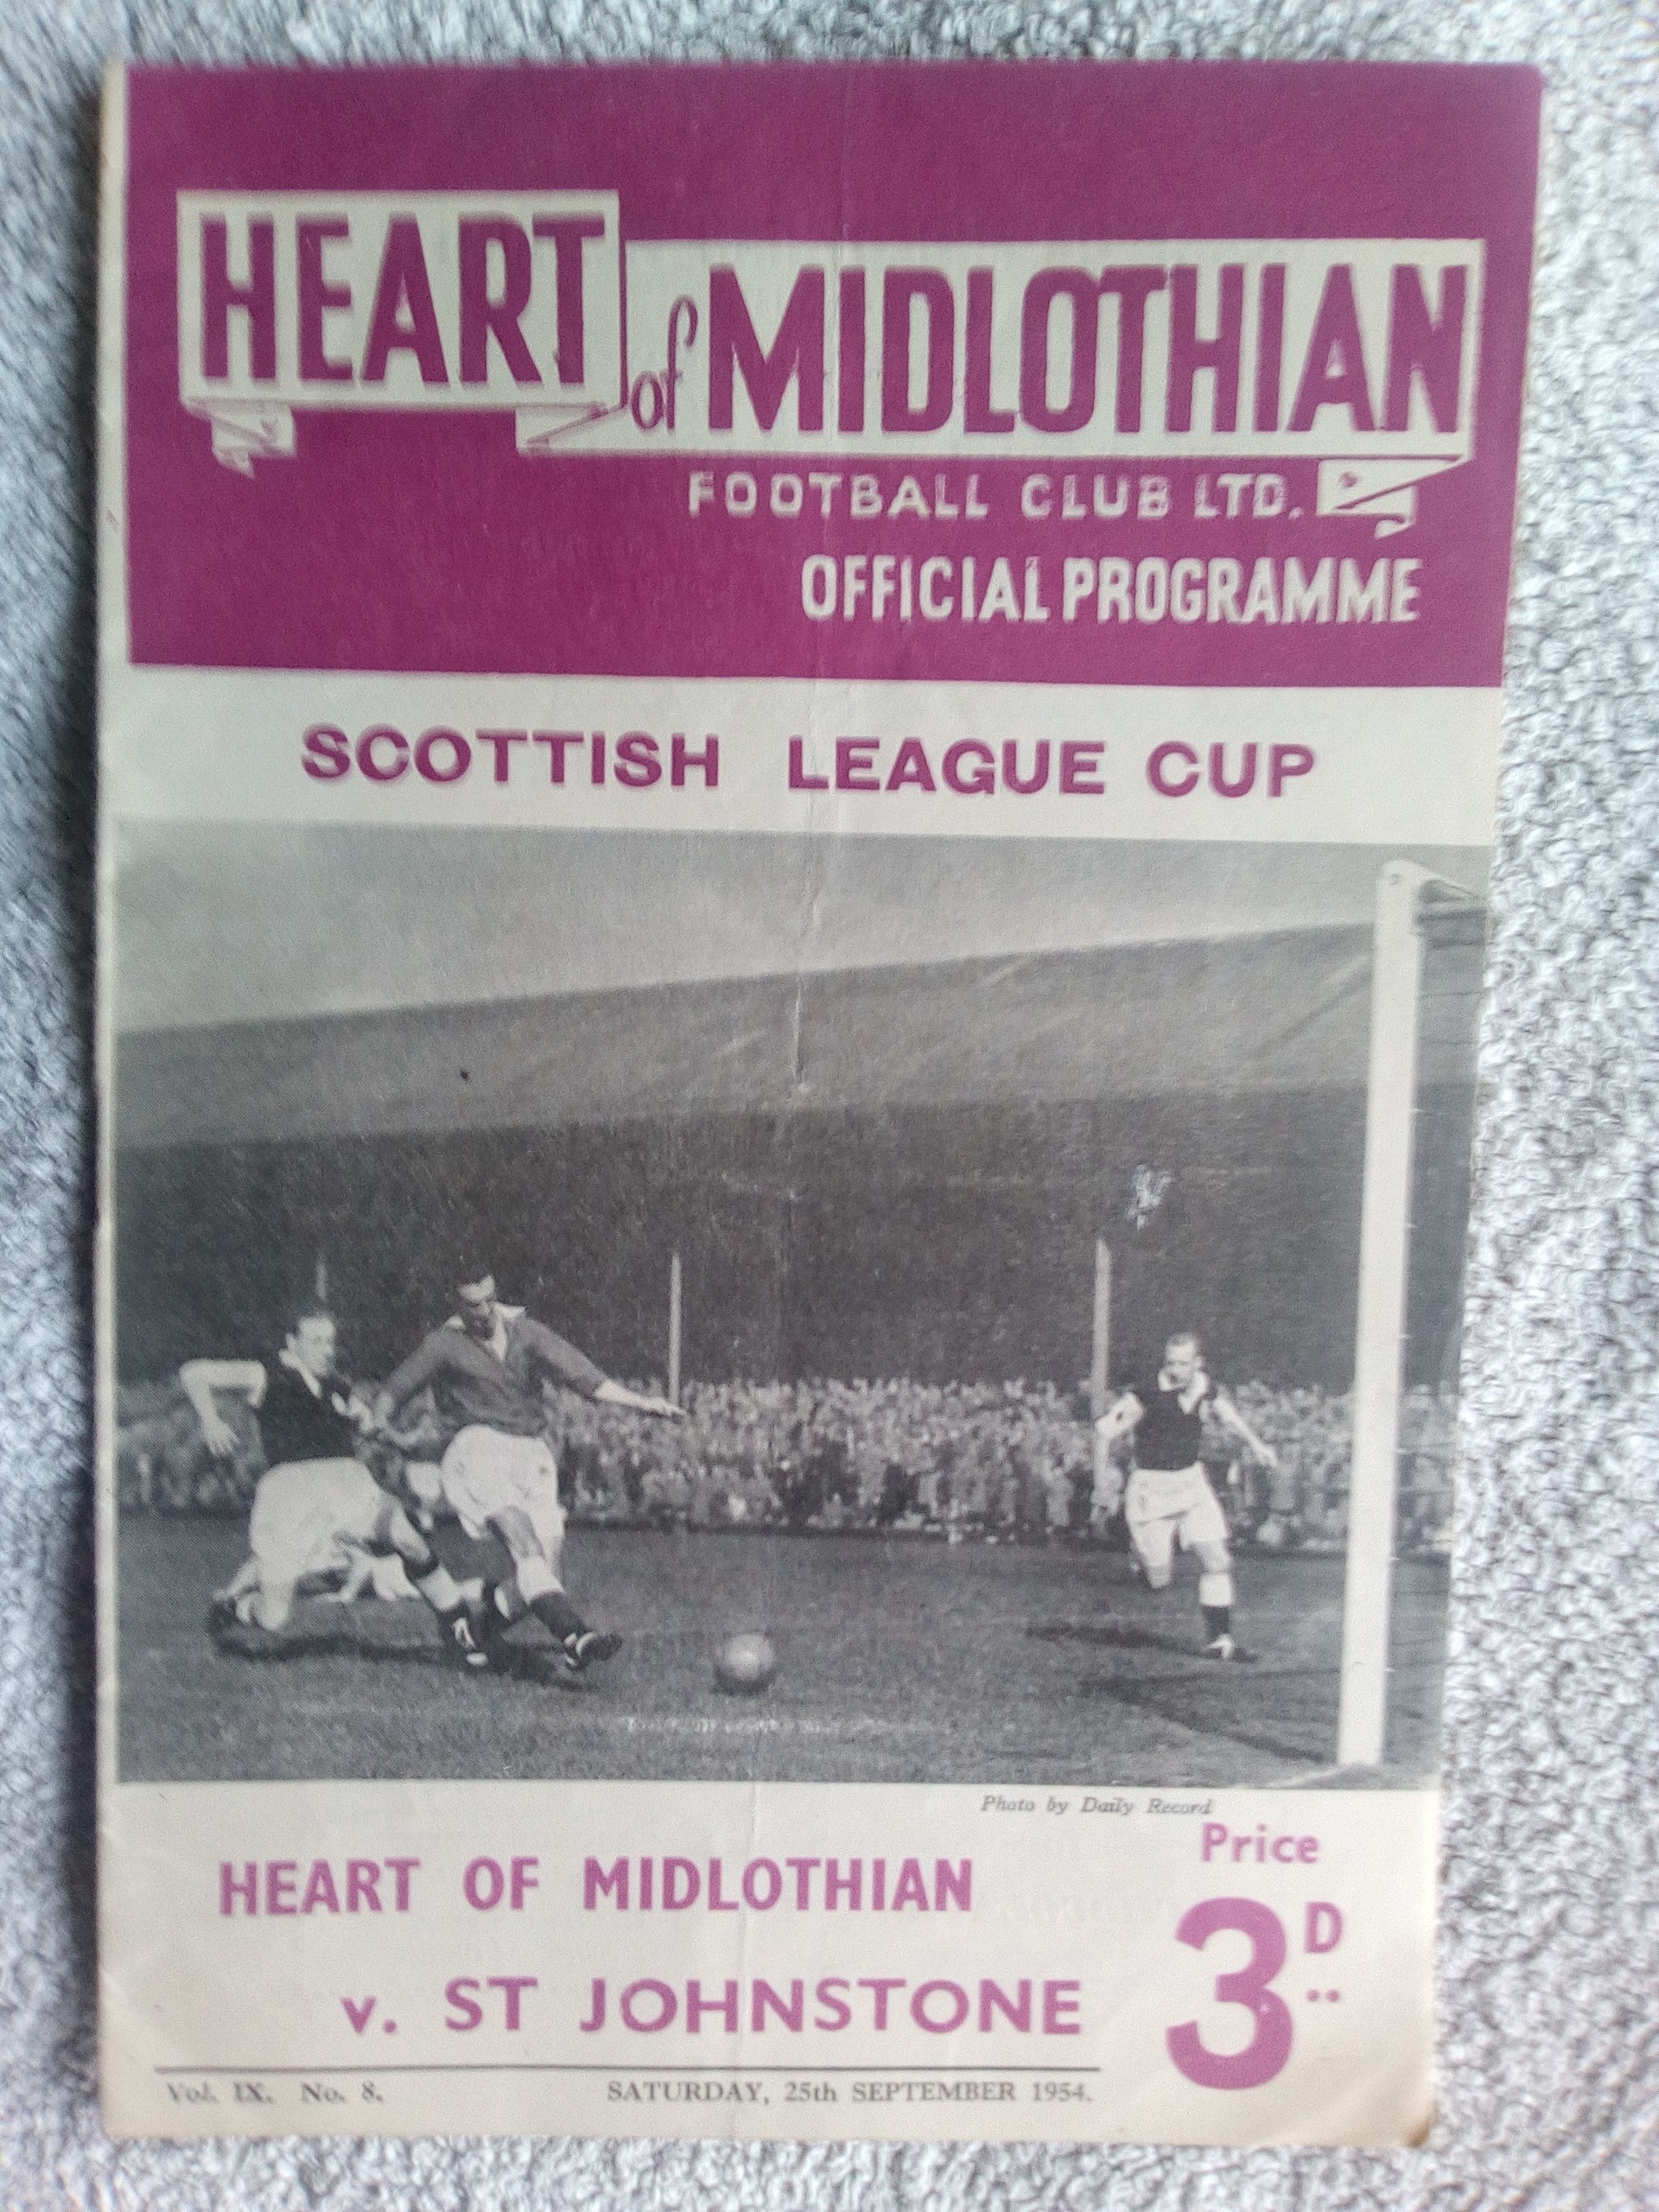 HEART of MIDLOTHIAN
FOOTBALL CLUB LTD.
OFFICIAL PROGRAMME
SCOTTISH LEAGUE CUP
Photo by Daily Record
HEART OF MIDLOTHIAN
v. ST JOHNSTONE
Price
3D..
Vol. IX. No. 8. SATURDAY, 25th SEPTEMBER 1954.